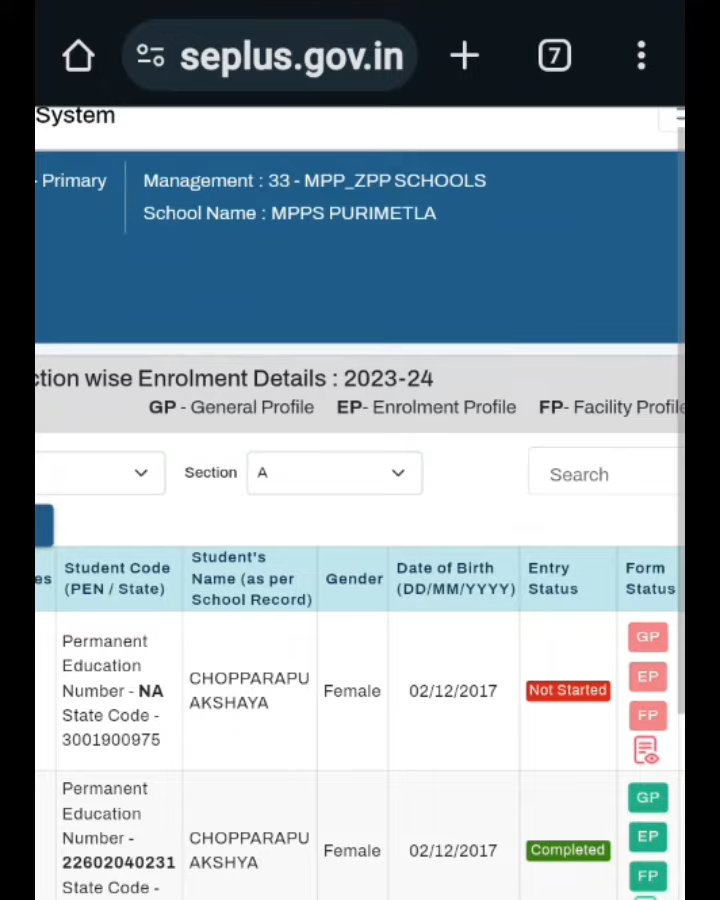 seplus.gov.in
7
System
Primary
Management : 33 - MPP_ZPP SCHOOLS
School Name : MPPS PURIMETLA
ction wise Enrolment Details : 2023-24
GP - General Profile EP- Enrolment Profile FP- Facility Profile
Section A Search
es Student Code (PEN / State) Student's Name (as per School Record) Gender Date of Birth (DD/MM/YYYY) Entry Status Form Status
Permanent
Education
Number - NA
State Code -
3001900975
CHOPPARAPU
AKSHAYA
Female
02/12/2017
Not Started
GP
EP
FP
Permanent
Education
Number -
22602040231
State Code -
CHOPPARAPU
AKSHYA
Female
02/12/2017
Completed
GP
EP
FP